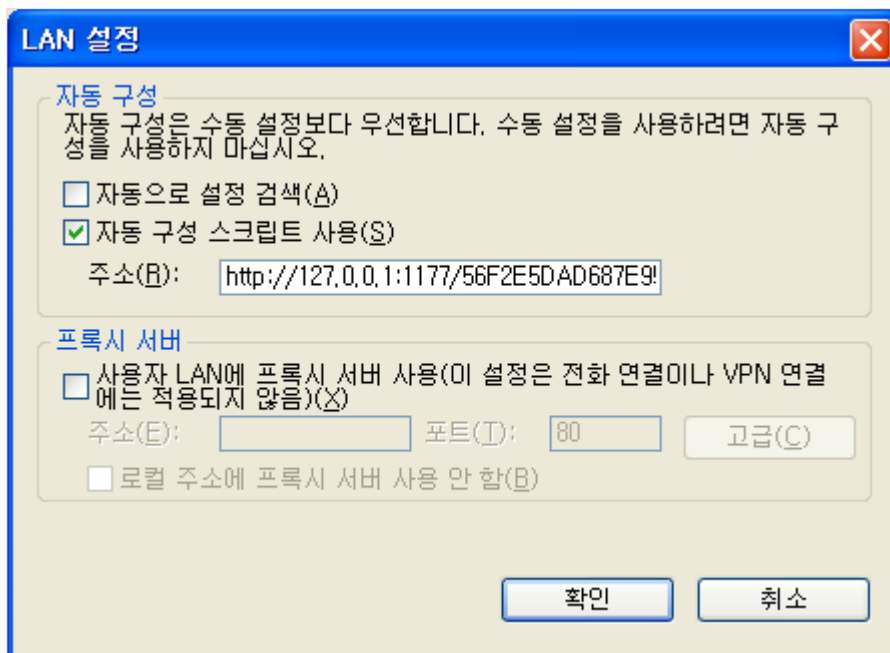 LAN 설정
자동 구성
자동 구성은 수동 설정보다 우선합니다. 수동 설정을 사용하려면 자동 구
성을 사용하지 마십시오.
자동으로 설정 검색(A)
자동 구성 스크립트 사용(S)
주소(R): http://127.0.0.1:1177/56F2E5DAD687E9!
프록시 서버
사용자 LAN에 프록시 서버 사용(이 설정은 전화 연결이나 VPN 연결
에는 적용되지 않음)(X)
주소(E): 포트(T): 80 고급(C)
로컬 주소에 프록시 서버 사용 안 함(B)
확인 취소